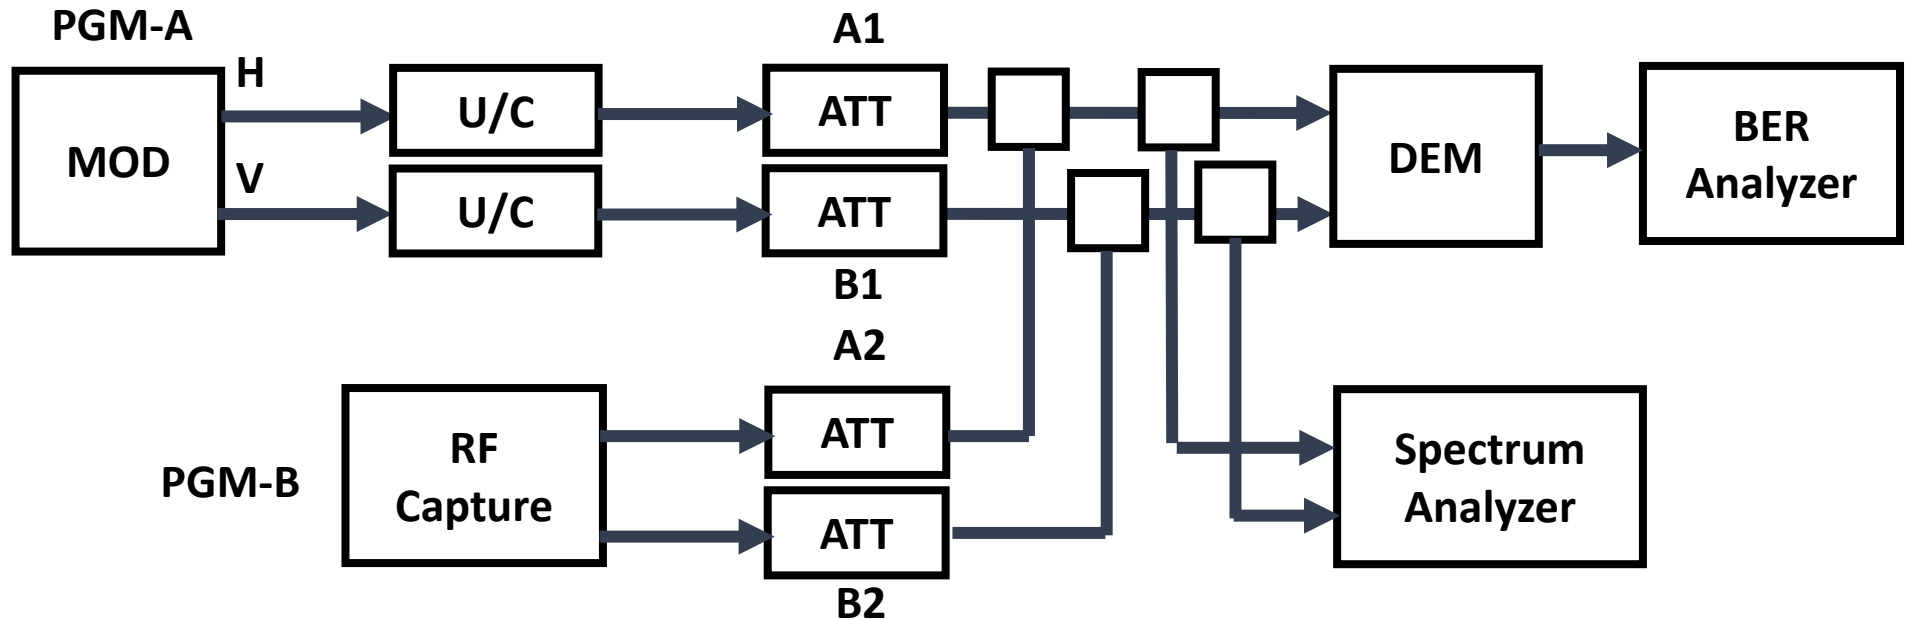 PGM-A
A1
H
MOD
V
U/C
U/C
ATT
ATT
B1
DEM
BER
Analyzer
A2
PGM-B
RF
Capture
ATT
ATT
B2
Spectrum
Analyzer